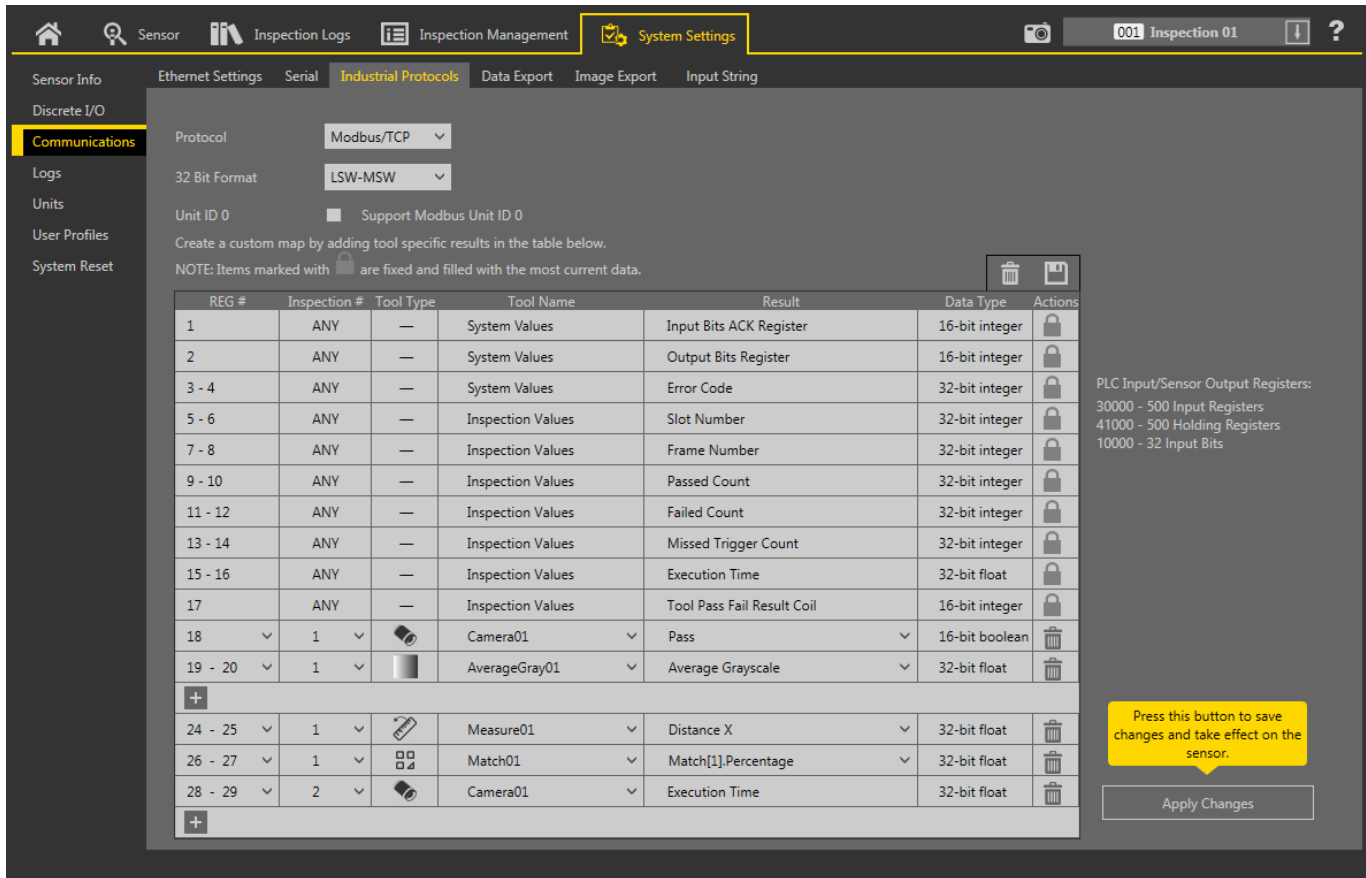 Sensor Inspection Logs Inspection Management System Settings 001 Inspection 01 ?
Sensor Info
Discrete I/O
Communications
Logs
Units
User Profiles
System Reset
Ethernet Settings Serial Industrial Protocols Data Export Image Export Input String
Protocol Modbus/TCP
32 Bit Format LSW-MSW
Unit ID 0 Support Modbus Unit ID 0
Create a custom map by adding tool specific results in the table below.
NOTE: Items marked with are fixed and filled with the most current data.
REG # Inspection # Tool Type Tool Name Result Data Type Actions
1 ANY — System Values Input Bits ACK Register 16-bit integer
2 ANY — System Values Output Bits Register 16-bit integer
3 - 4 ANY — System Values Error Code 32-bit integer
5 - 6 ANY — Inspection Values Slot Number 32-bit integer
7 - 8 ANY — Inspection Values Frame Number 32-bit integer
9 - 10 ANY — Inspection Values Passed Count 32-bit integer
11 - 12 ANY — Inspection Values Failed Count 32-bit integer
13 - 14 ANY — Inspection Values Missed Trigger Count 32-bit integer
15 - 16 ANY — Inspection Values Execution Time 32-bit float
17 ANY — Inspection Values Tool Pass Fail Result Coil 16-bit integer
18 1 Camera01 Pass 16-bit boolean
19 - 20 1 AverageGray01 Average Grayscale 32-bit float
+
24 - 25 1 Measure01 Distance X 32-bit float
26 - 27 1 Match01 Match[1].Percentage 32-bit float
28 - 29 2 Camera01 Execution Time 32-bit float
+
PLC Input/Sensor Output Registers:
30000 - 500 Input Registers
41000 - 500 Holding Registers
10000 - 32 Input Bits
Press this button to save
changes and take effect on the
sensor.
Apply Changes